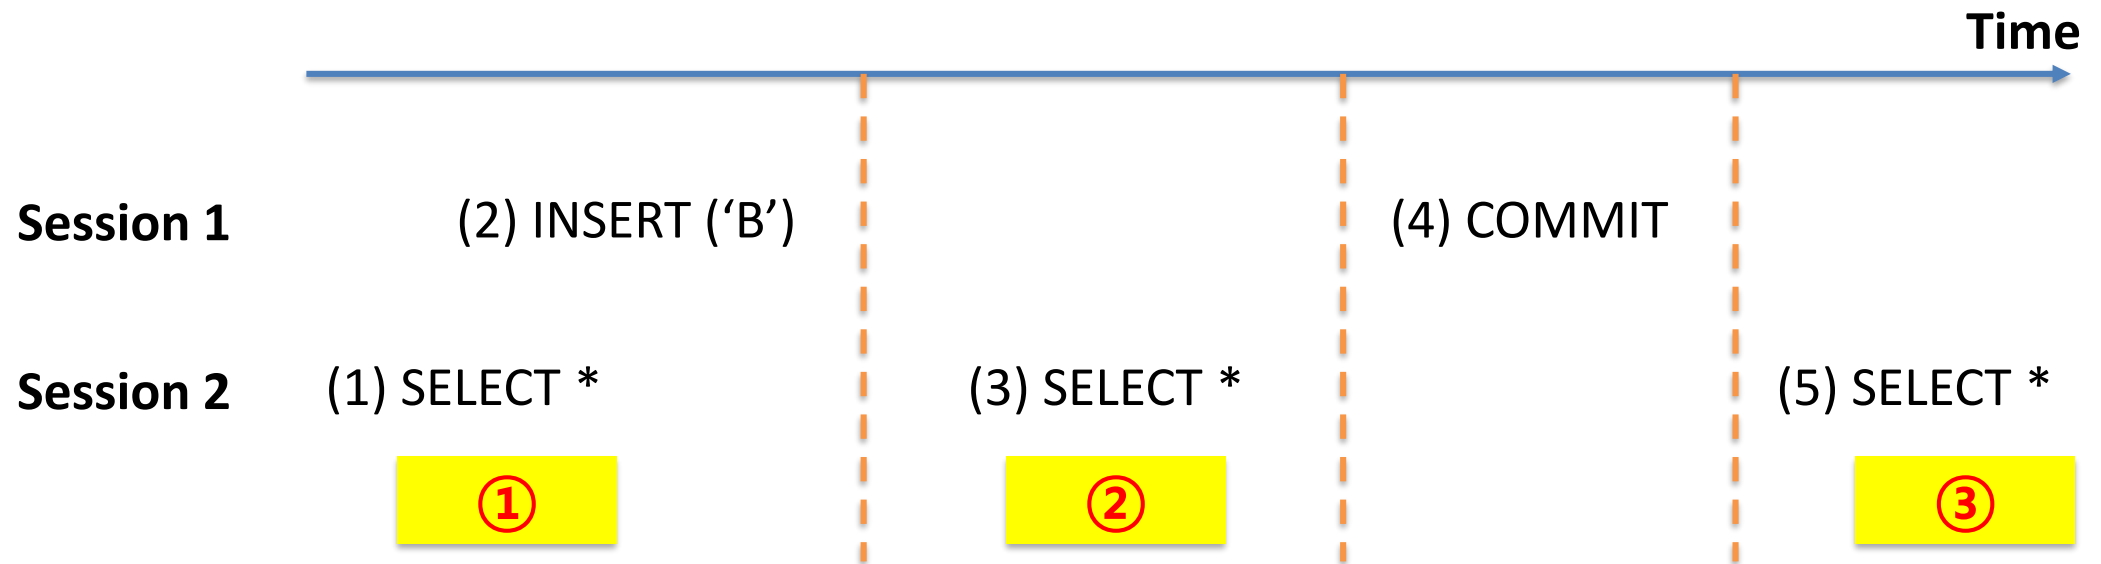 Time
Session 1 (2) INSERT (‘B’) (4) COMMIT
Session 2 (1) SELECT * (3) SELECT * (5) SELECT *
① ② ③